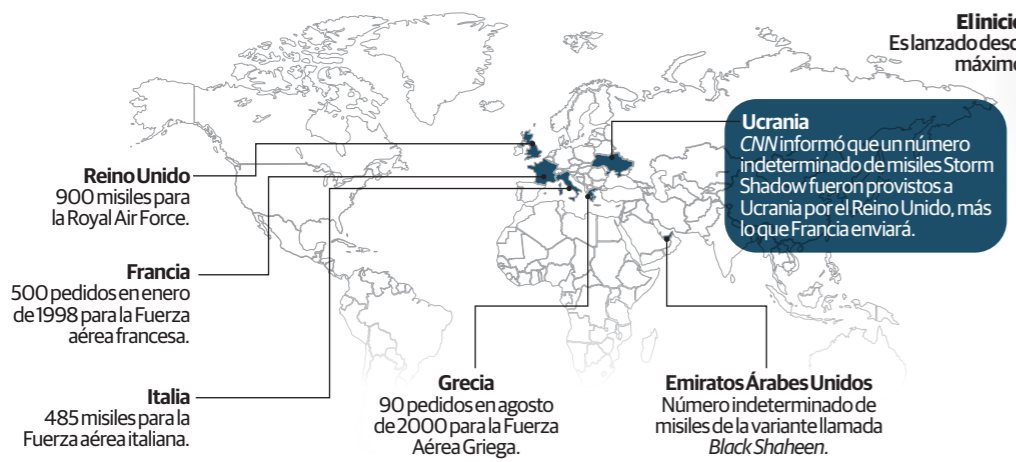 El inicio
Es lanzado desd
máximo
Ucrania
CNN informó que un número
indeterminado de misiles Storm
Shadow fueron provistos a
Ucrania por el Reino Unido, más
lo que Francia enviará.
Reino Unido
900 misiles para
la Royal Air Force.
Francia
500 pedidos en enero
de 1998 para la Fuerza
aérea francesa.
Italia
485 misiles para la
Fuerza aérea italiana.
Grecia
90 pedidos en agosto
de 2000 para la Fuerza
Aérea Griega.
Emiratos Árabes Unidos
Número indeterminado de
misiles de la variante llamada
Black Shaheen.